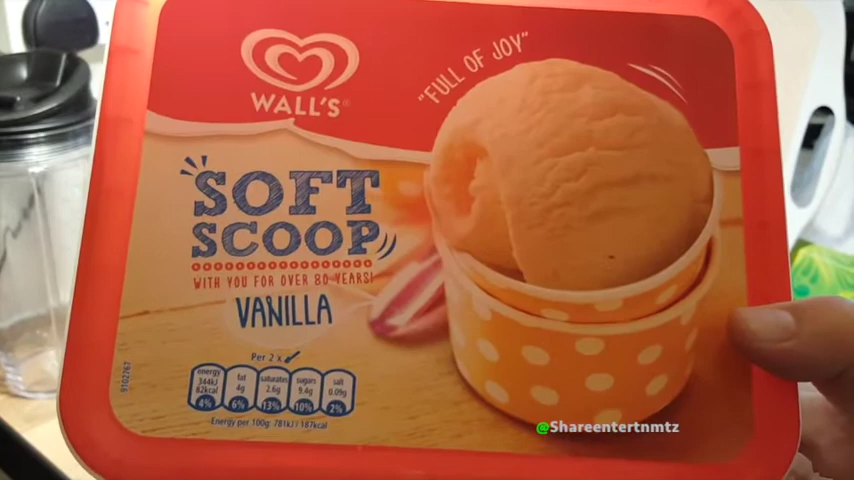 WALL'S®
"FULL OF JOY"
SOFT
SCOOP
WITH YOU FOR OVER 80 YEARS!
VANILLA
Per 2 x
energy fat saturates sugars salt
344kJ 4g 2.6g 9.4g 0.09g
82kcal
4% 6% 13% 10% 2%
Energy per 100g: 781kJ / 187kcal
9102767
@Shareentertnmtz